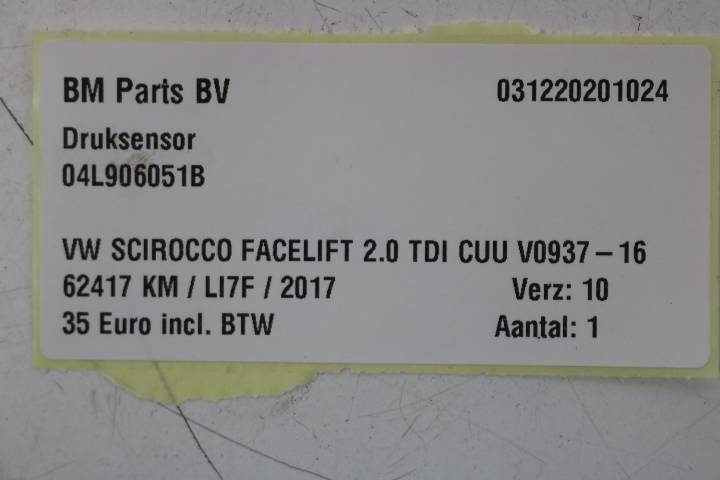 BM Parts BV 031220201024
Druksensor
04L906051B
VW SCIROCCO FACELIFT 2.0 TDI CUU V0937 – 16
62417 KM / LI7F / 2017 Verz: 10
35 Euro incl. BTW Aantal: 1